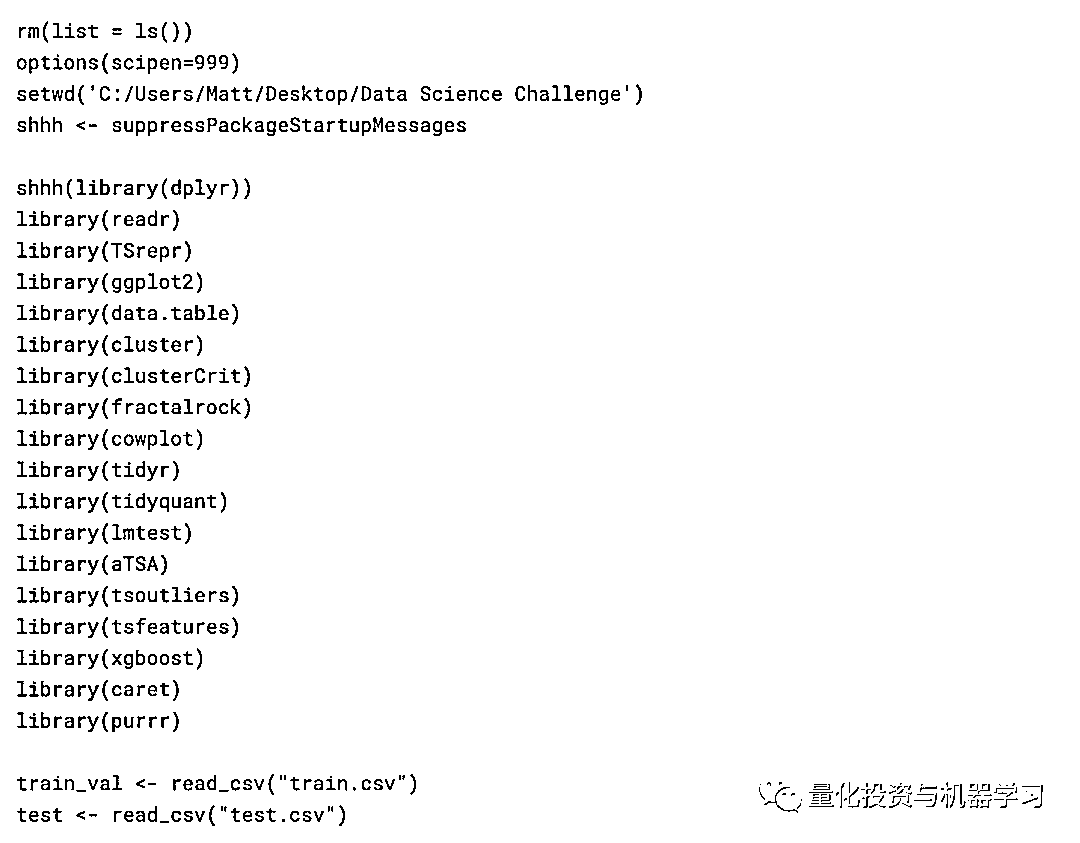 rm(list = ls())
options(scipen=999)
setwd('C:/Users/Matt/Desktop/Data Science Challenge')
shhh <- suppressPackageStartupMessages
shhh(library(dplyr))
library(readr)
library(TSrepr)
library(ggplot2)
library(data.table)
library(cluster)
library(clusterCrit)
library(fractalrock)
library(cowplot)
library(tidyr)
library(tidyquant)
library(lmtest)
library(aTSA)
library(tsoutliers)
library(tsfeatures)
library(xgboost)
library(caret)
library(purrr)
train_val <- read_csv("train.csv")
test <- read_csv("test.csv")
量化投资与机器学习